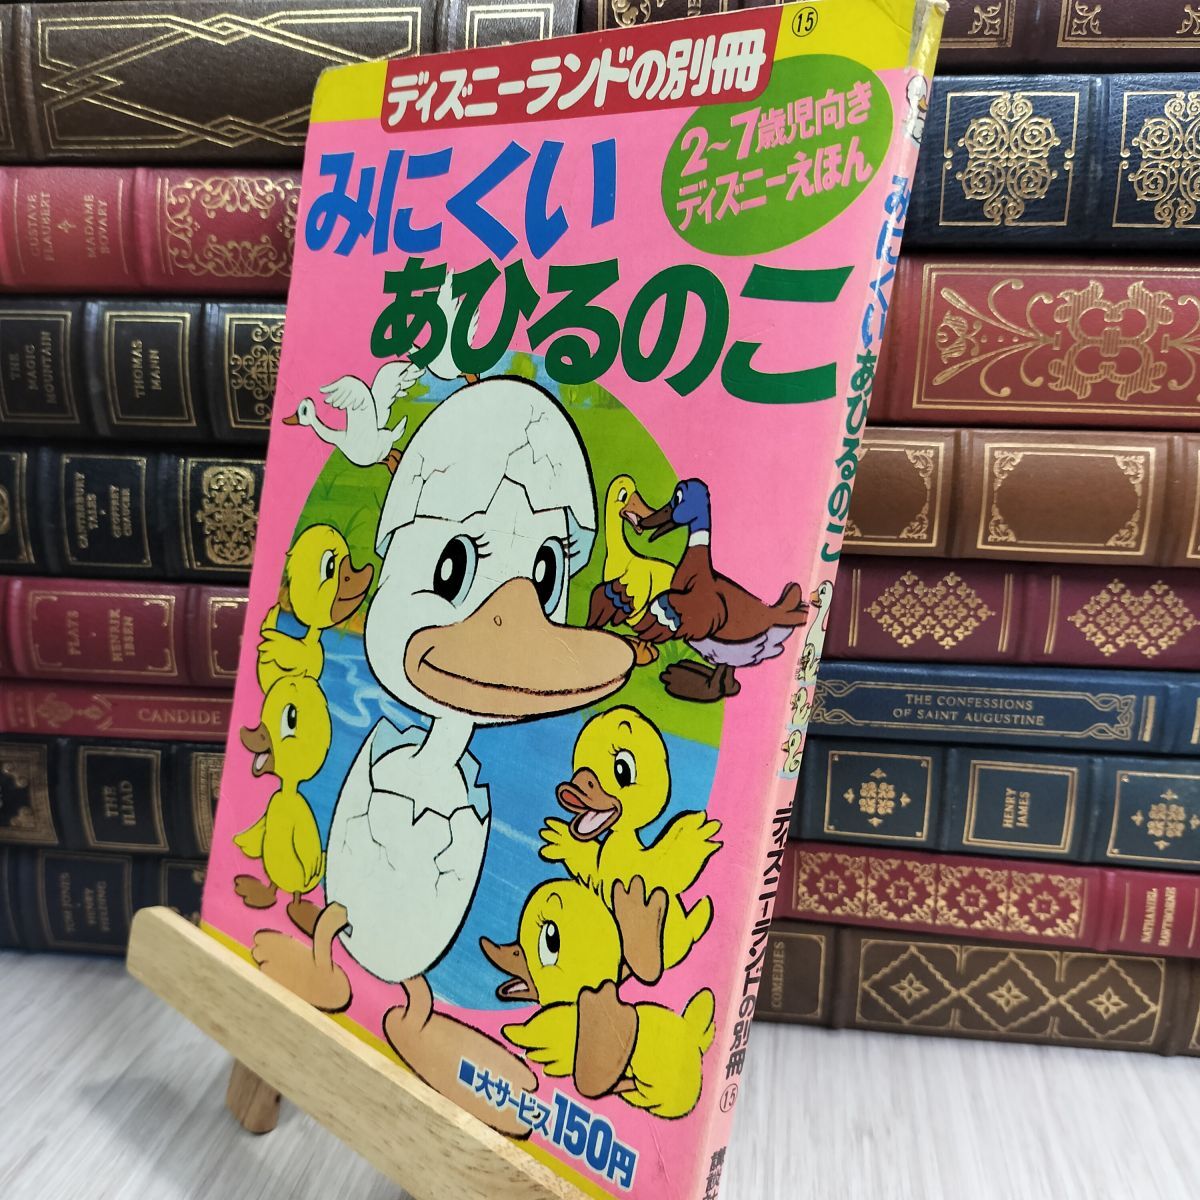 ディズニーランドの別冊
⑮
2～7歳児向き
ディズニーえほん
みにくい
あひるのこ
■大サービス150円
みにくいあひるのこ
ディズニーランドの別冊⑮
GUSTAVE FLAUBERT
MADAME BOVARY
THE MAGIC MOUNTAIN
THOMAS MANN
CANTERBURY TALES
GEOFFREY CHAUCER
PLAYS
HENRIK IBSEN
CANDIDE
THE ILIAD
TOM JONES
HENRY FIELDING
THE CONFESSIONS
OF SAINT AUGUSTINE
HENRY
JAMES
NATHANIEL
HAWTHORNE
COMEDIES